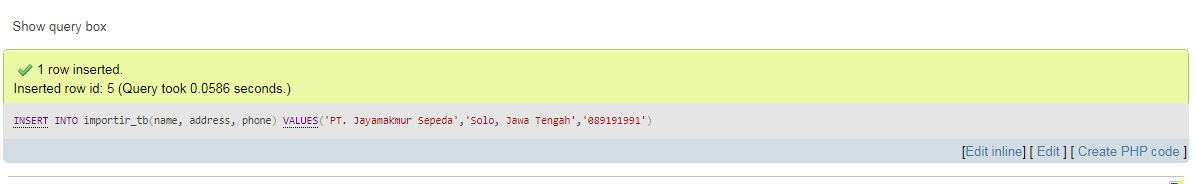 Show query box
1 row inserted.
Inserted row id: 5 (Query took 0.0586 seconds.)
INSERT INTO importir_tb(name, address, phone) VALUES('PT. Jayamakmur Sepeda','Solo, Jawa Tengah','089191991')
[Edit inline] [ Edit ] [ Create PHP code ]